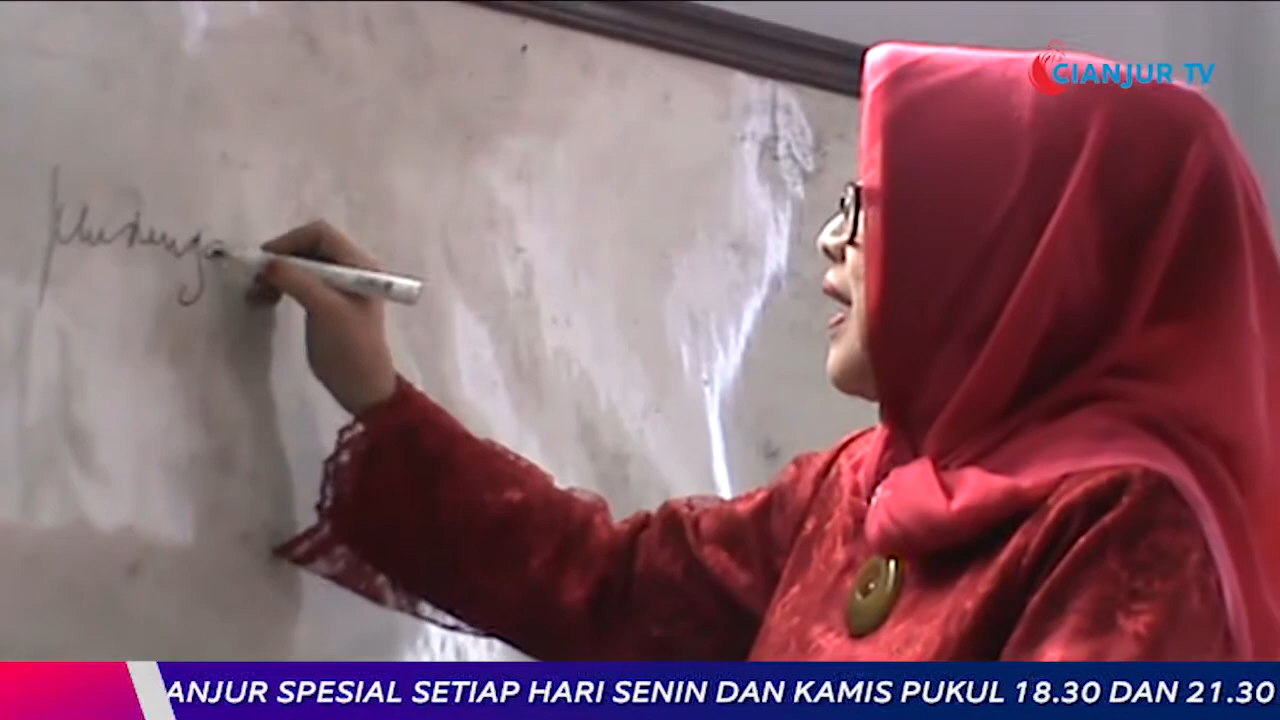 CIANJUR TV
ANJUR SPESIAL SETIAP HARI SENIN DAN KAMIS PUKUL 18.30 DAN 21.30